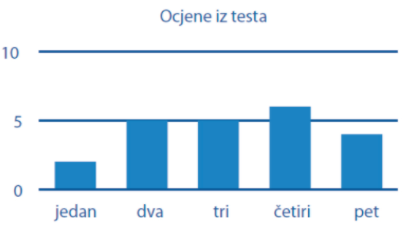 Ocjene iz testa
10
5
0
jedan dva tri četiri pet